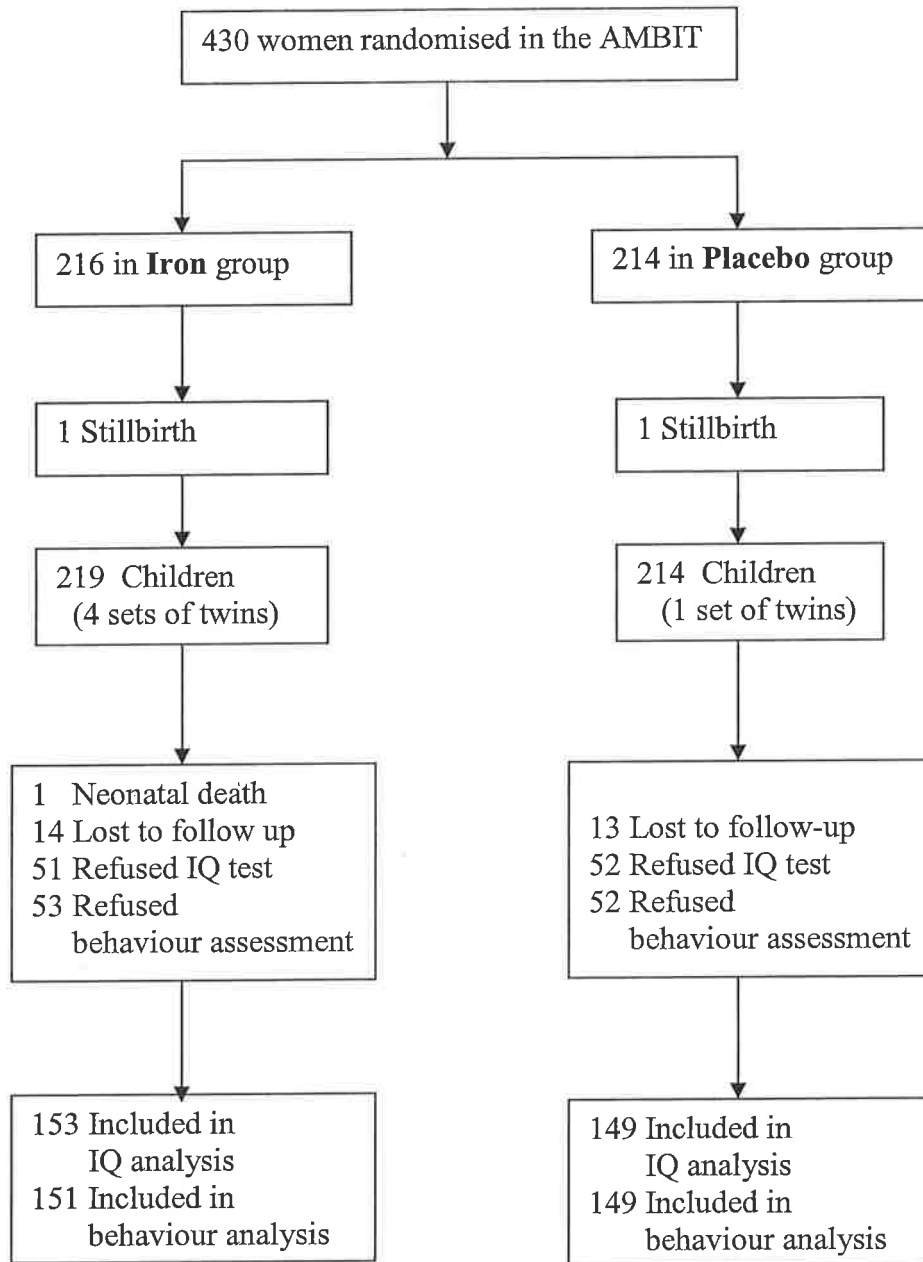 430 women randomised in the AMBIT
216 in Iron group
214 in Placebo group
1 Stillbirth
1 Stillbirth
219 Children
(4 sets of twins)
214 Children
(1 set of twins)
1 Neonatal death
14 Lost to follow up
51 Refused IQ test
53 Refused
behaviour assessment
13 Lost to follow-up
52 Refused IQ test
52 Refused
behaviour assessment
153 Included in
IQ analysis
151 Included in
behaviour analysis
149 Included in
IQ analysis
149 Included in
behaviour analysis